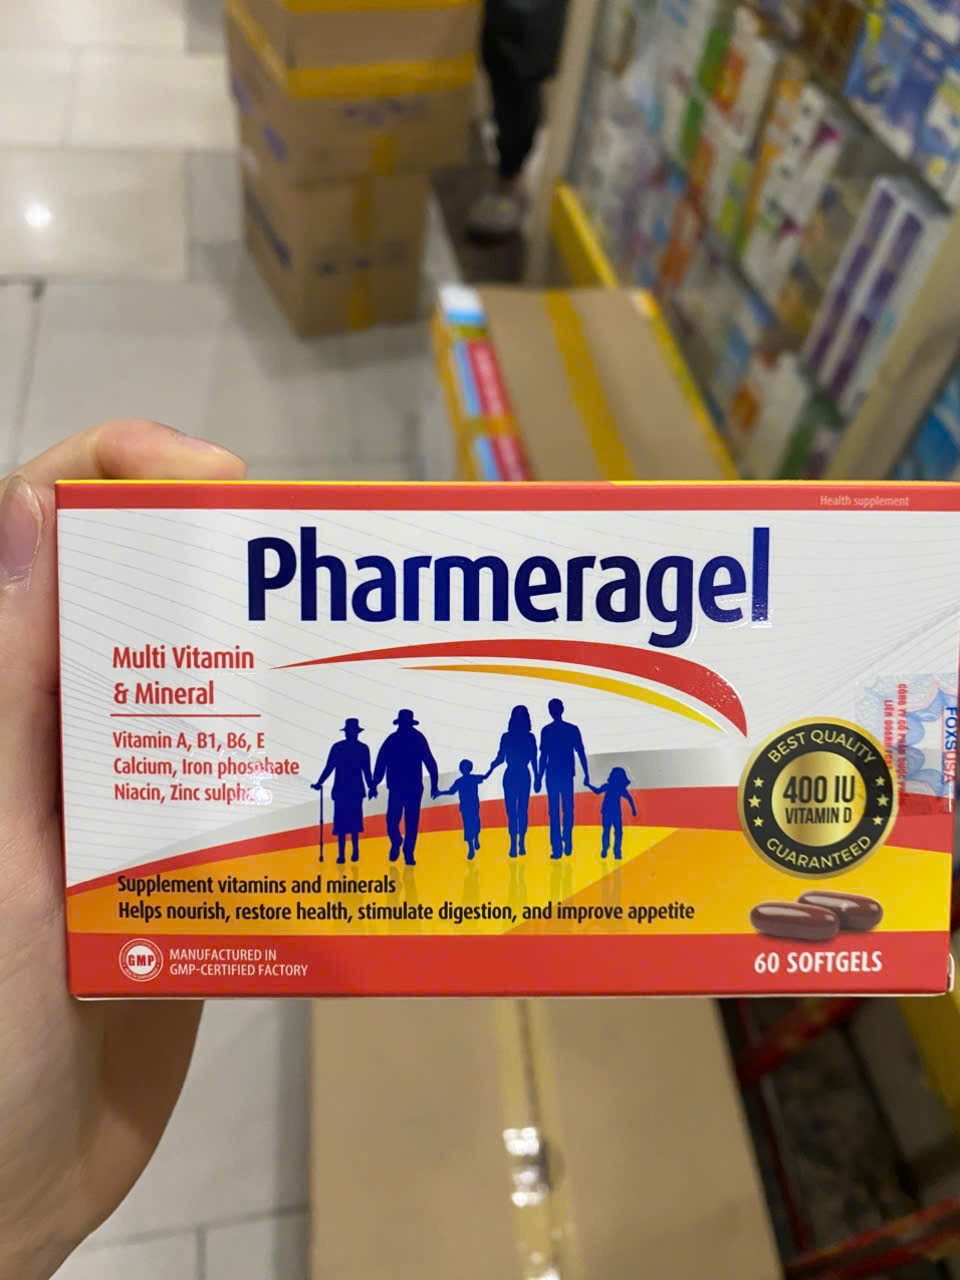 Health supplement
Pharmeragel
Multi Vitamin
& Mineral
Vitamin A, B1, B6, E
Calcium, Iron phosphate
Niacin, Zinc
BEST QUALITY
400 IU
VITAMIN D
GUARANTEED
FOXS USA
Supplement vitamins and minerals
Helps nourish, restore health, stimulate digestion, and improve appetite
GMP
MANUFACTURED IN
GMP-CERTIFIED FACTORY
60 SOFTGELS